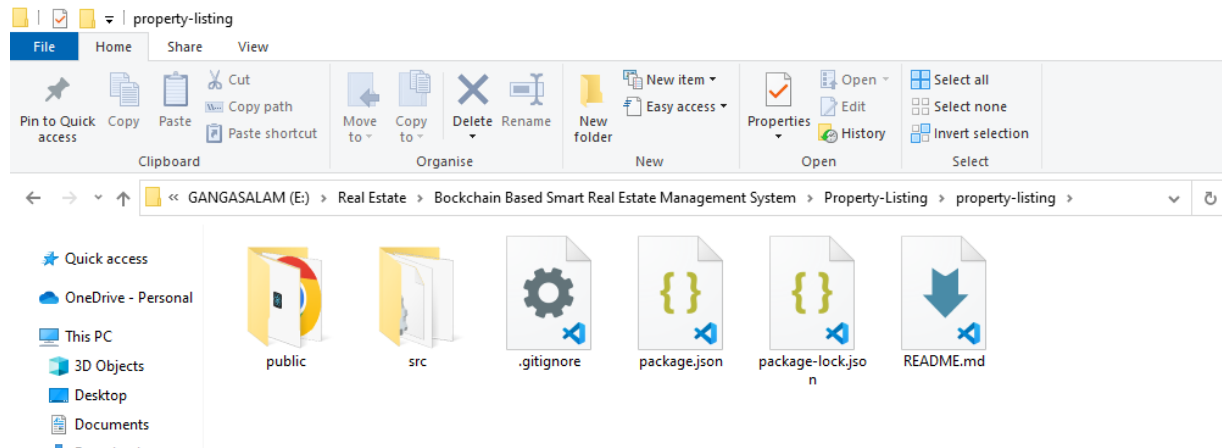 property-listing
File Home Share View
Pin to Quick access
Copy
Paste
Cut
Copy path
Paste shortcut
Move to
Copy to
Delete
Rename
New folder
New item
Easy access
Properties
Open
Edit
History
Select all
Select none
Invert selection
Clipboard Organise New Open Select
« GANGASALAM (E:) > Real Estate > Bockchain Based Smart Real Estate Management System > Property-Listing > property-listing >
Quick access
OneDrive - Personal
This PC
3D Objects
Desktop
Documents
public
src
.gitignore
package.json
package-lock.jso
n
README.md